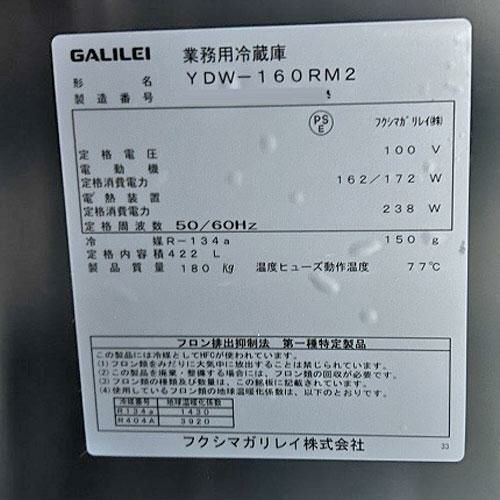 GALILEI 業務用冷蔵庫
形名 YDW-160RM2
製造番号
PS E フクシマガリレイ(株)
定格電圧 100 V
電動機
定格消費電力 162/172 W
電熱装置
定格消費電力 238 W
定格周波数 50/60Hz
冷媒 R-134a 150 g
定格内容積 422 L
製品質量 180 kg 温度ヒューズ動作温度 77℃
フロン排出抑制法 第一種特定製品
この製品には冷媒としてHFCが使われています。
(1)フロン類をみだりに大気中に放出することは禁じられています。
(2)この製品を廃棄・整備する場合には、フロン類の回収が必要です。
(3)フロン類の種類及び数量は、この銘板に記載されています。
(4)使用しているフロン類の地球温暖化係数は、以下のとおりです。
冷媒番号 地球温暖化係数
R134a 1430
R404A 3920
フクシマガリレイ株式会社
33